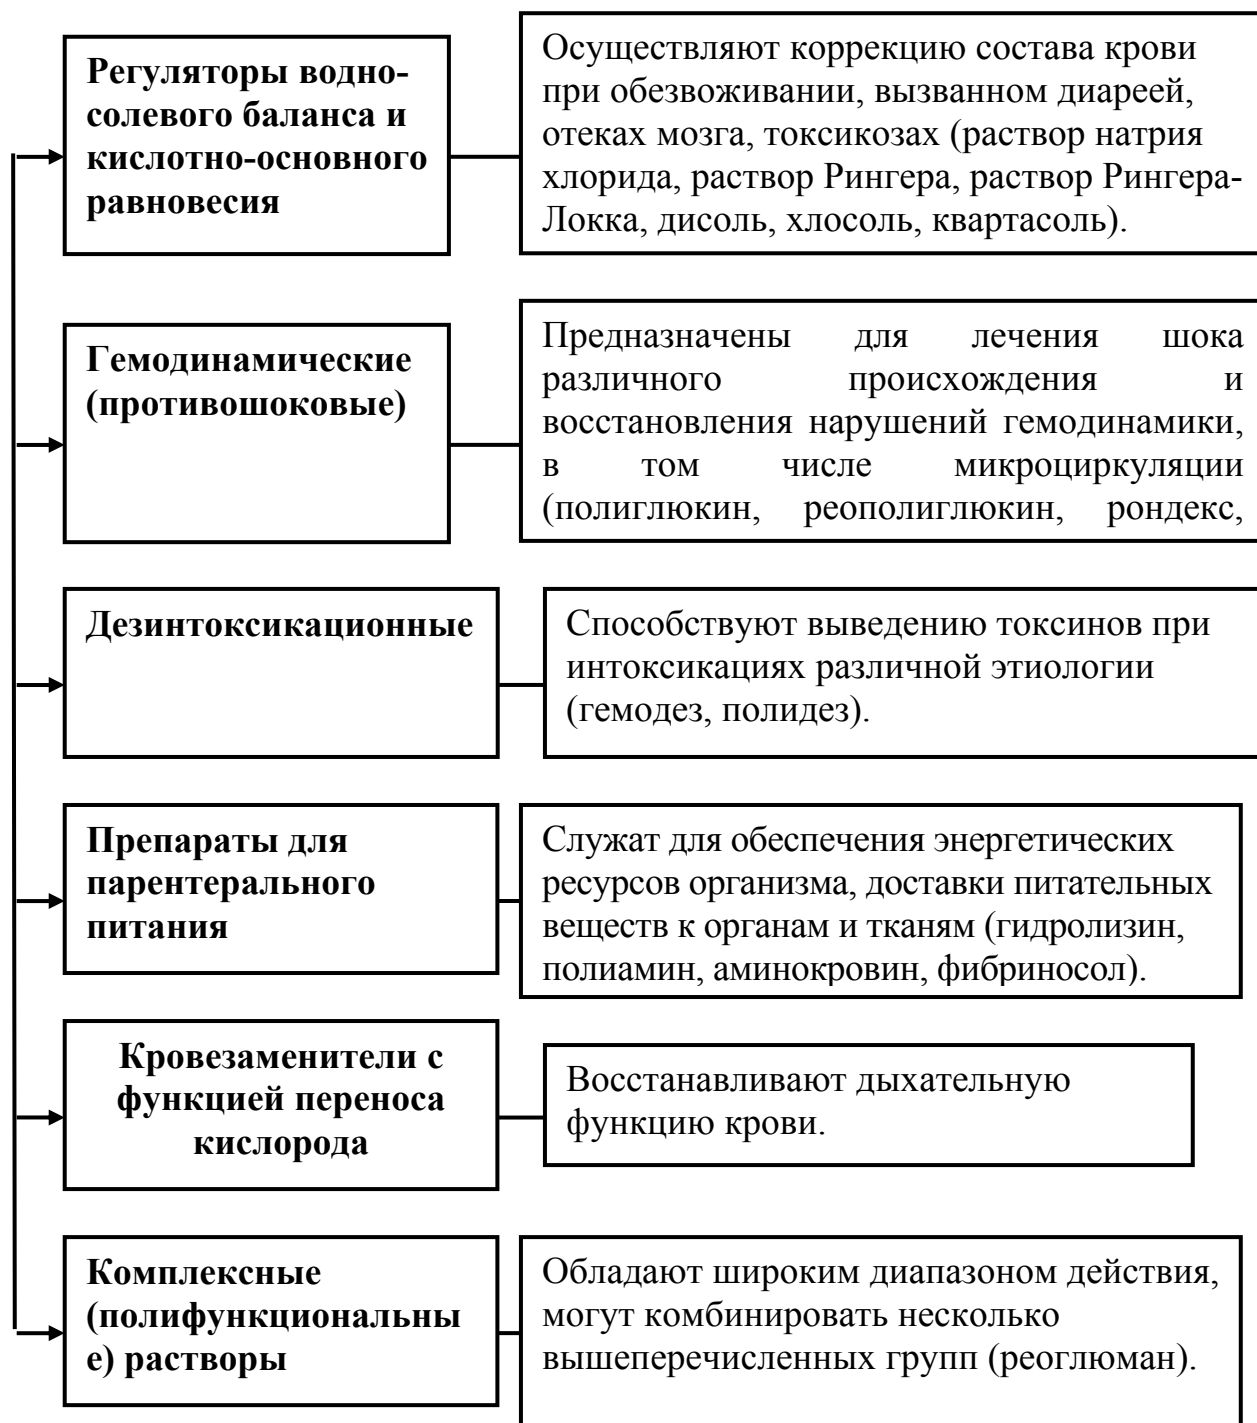 Регуляторы водно-
солевого баланса и
кислотно-основного
равновесия
Осуществляют коррекцию состава крови
при обезвоживании, вызванном диареей,
отеках мозга, токсикозах (раствор натрия
хлорида, раствор Рингера, раствор Рингера-
Локка, дисоль, хлосоль, квартасоль).
Гемодинамические
(противошоковые)
Предназначены для лечения шока
различного происхождения и
восстановления нарушений гемодинамики,
в том числе микроциркуляции
(полиглюкин, реополиглюкин, рондекс,
Дезинтоксикационные
Способствуют выведению токсинов при
интоксикациях различной этиологии
(гемодез, полидез).
Препараты для
парентерального
питания
Служат для обеспечения энергетических
ресурсов организма, доставки питательных
веществ к органам и тканям (гидролизин,
полиамин, аминокровин, фибриносол).
Кровезаменители с
функцией переноса
кислорода
Восстанавливают дыхательную
функцию крови.
Комплексные
(полифункциональны
е) растворы
Обладают широким диапазоном действия,
могут комбинировать несколько
вышеперечисленных групп (реоглюман).